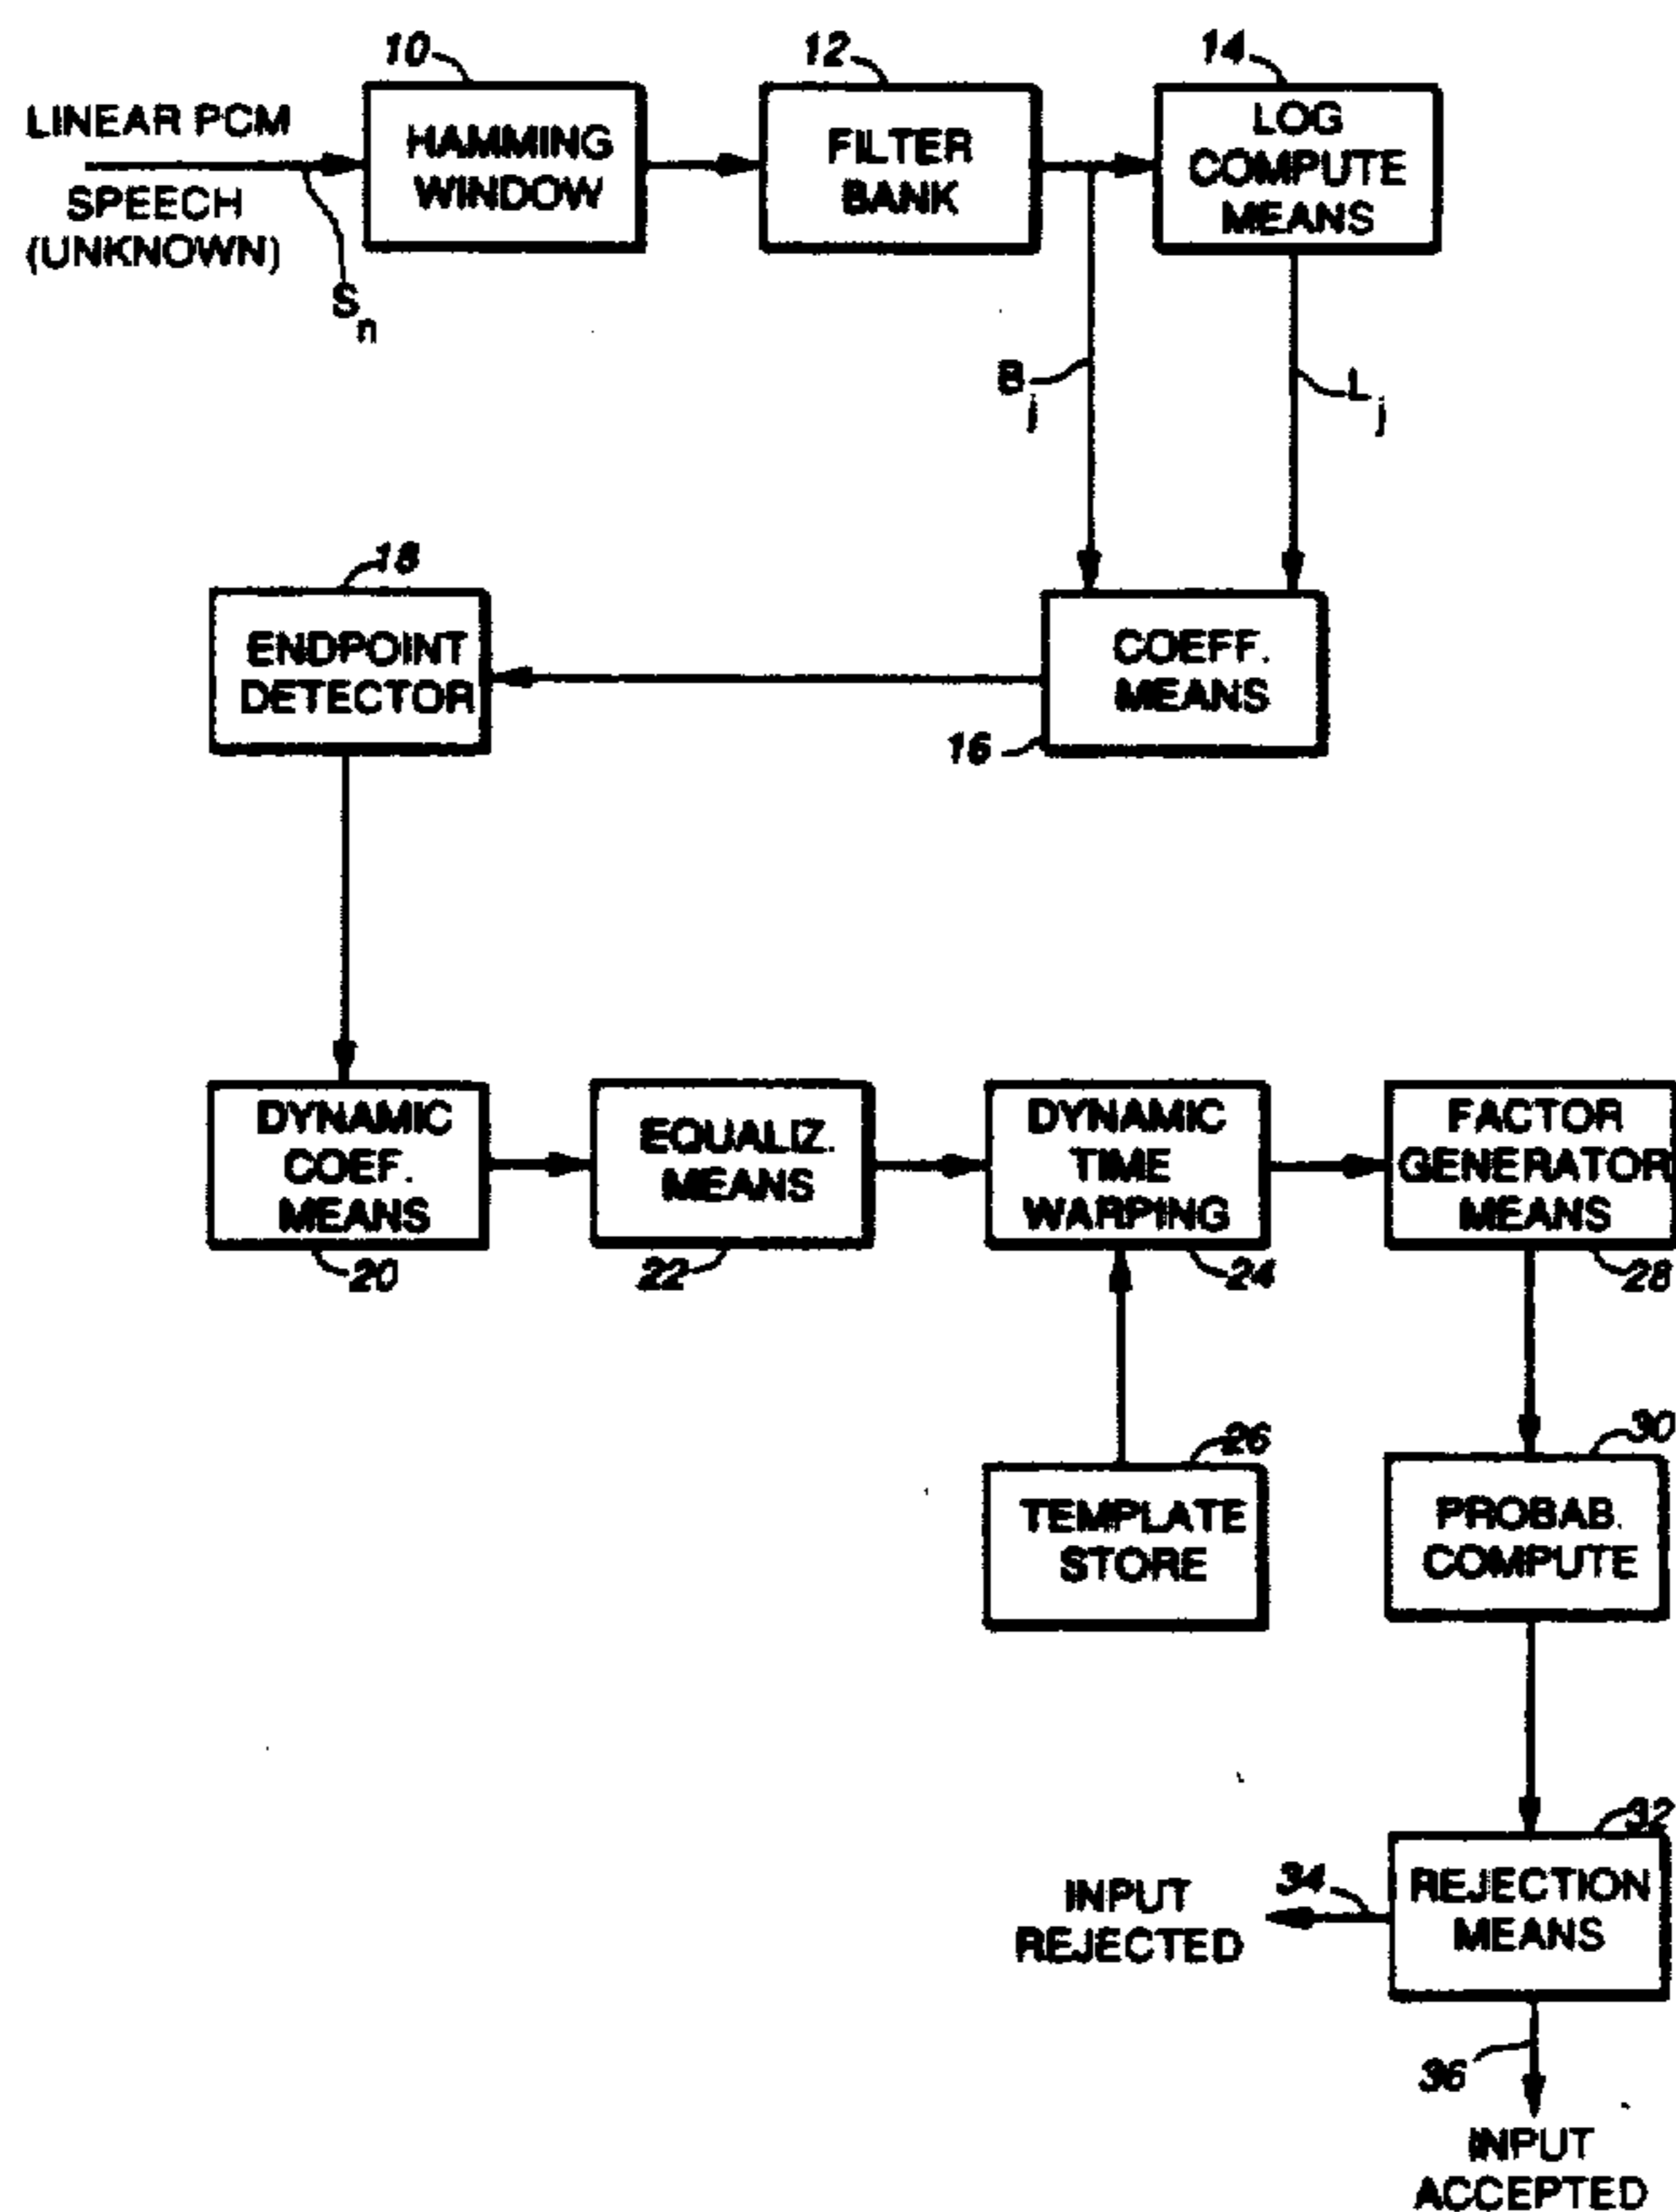 10
12
14
LINEAR PCM
SPEECH
(UNKNOWN)
S
n
HAMMING
WINDOW
FILTER
BANK
LOG
COMPUTE
MEANS
B
j
L
j
18
ENDPOINT
DETECTOR
COEFF.
MEANS
16
DYNAMIC
COEF.
MEANS
EQUALIZ.
MEANS
DYNAMIC
TIME
WARPING
FACTOR
GENERATOR
MEANS
20
22
24
28
26
30
TEMPLATE
STORE
PROBAB.
COMPUTE
32
INPUT
REJECTED
34
REJECTION
MEANS
36
INPUT
ACCEPTED